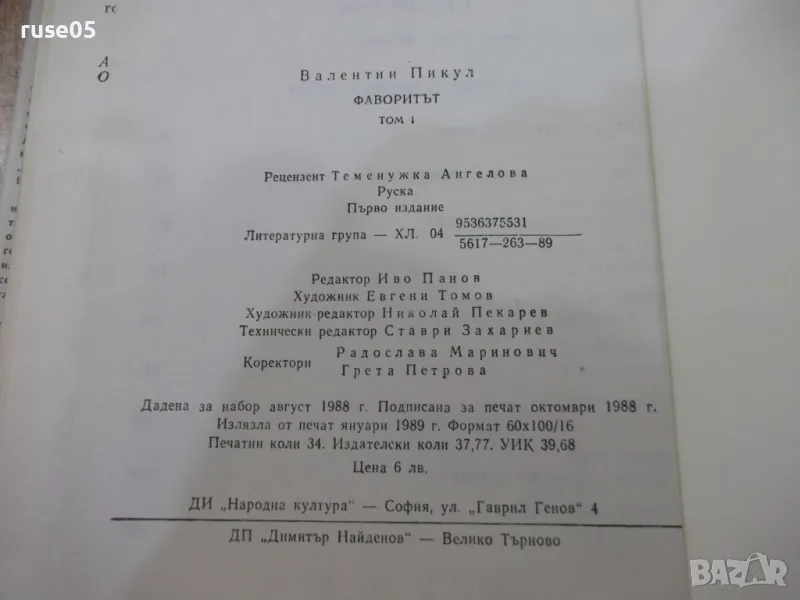 ruse05
Валентин Пикул
ФАВОРИТЪТ
ТОМ 1
Рецензент Теменужка Ангелова
Руска
Първо издание
Литературна група — ХЛ. 04 9536375531
5617—263—89
Редактор Иво Панов
Художник Евгени Томов
Художник-редактор Николай Пекарев
Технически редактор Ставри Захариев
Коректори Радослава Маринович
Грета Петрова
Дадена за набор август 1988 г. Подписана за печат октомври 1988 г.
Излязла от печат януари 1989 г. Формат 60х100/16
Печатни коли 34. Издателски коли 37,77. УИК 39,68
Цена 6 лв.
ДИ „Народна култура" — София, ул. „Гаврил Генов" 4
ДП „Димитър Найденов" — Велико Търново
BAZAR